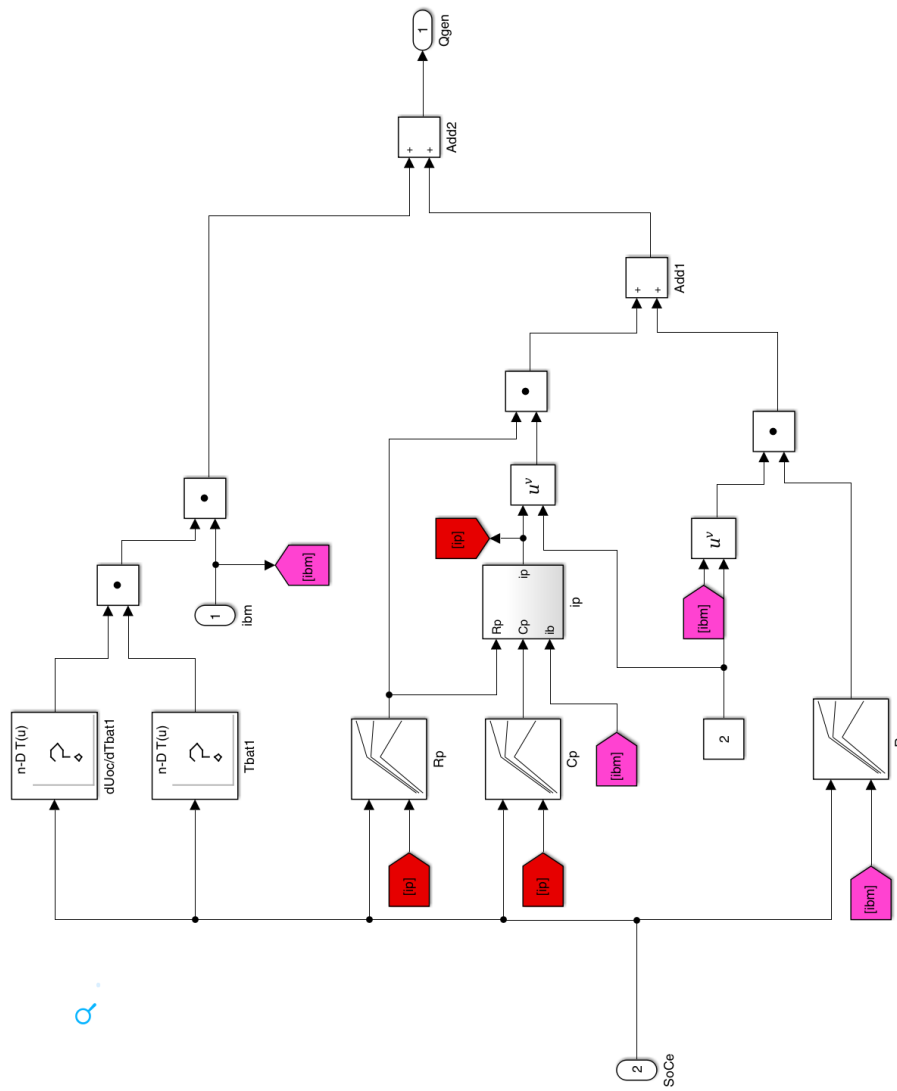 1
Qgen
+
+
Add2
+
+
Add1
n-D T(u)
?
dUoc/dTbat1
n-D T(u)
?
Tbat1
1
ibm
[ibm]
[ip]
u^v
Rp
Cp
ib
ip
ip
Rp
Cp
[ibm]
[ip]
[ip]
[ibm]
u^v
2
[ibm]
2
SoCe